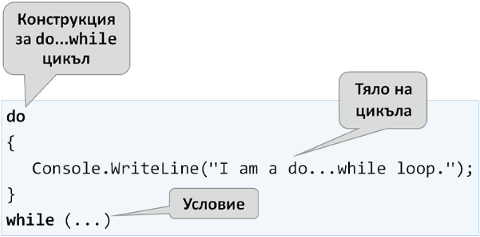 Конструкция
за do...while
цикъл
Тяло на
цикъла
do
{
Console.WriteLine("I am a do...while loop.");
}
Условие
while (...)